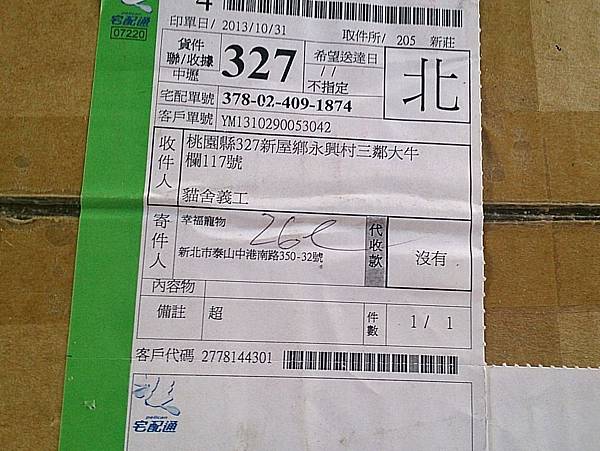 4
宅配通
07220
印單日/ 2013/10/31 取件所/ 205 新莊
貨件
聯/收據
中壢
327
希望送達日
/ /
不指定
北
宅配單號 378-02-409-1874
客戶單號 YM1310290053042
收件人
桃園縣327新屋鄉永興村三鄰大牛
欄117號
貓舍義工
寄件人
幸福寵物
新北市泰山中港南路350-32號
代收款
沒有
內容物
備註 超
件數
1/ 1
客戶代碼 2778144301
pelican
宅配通